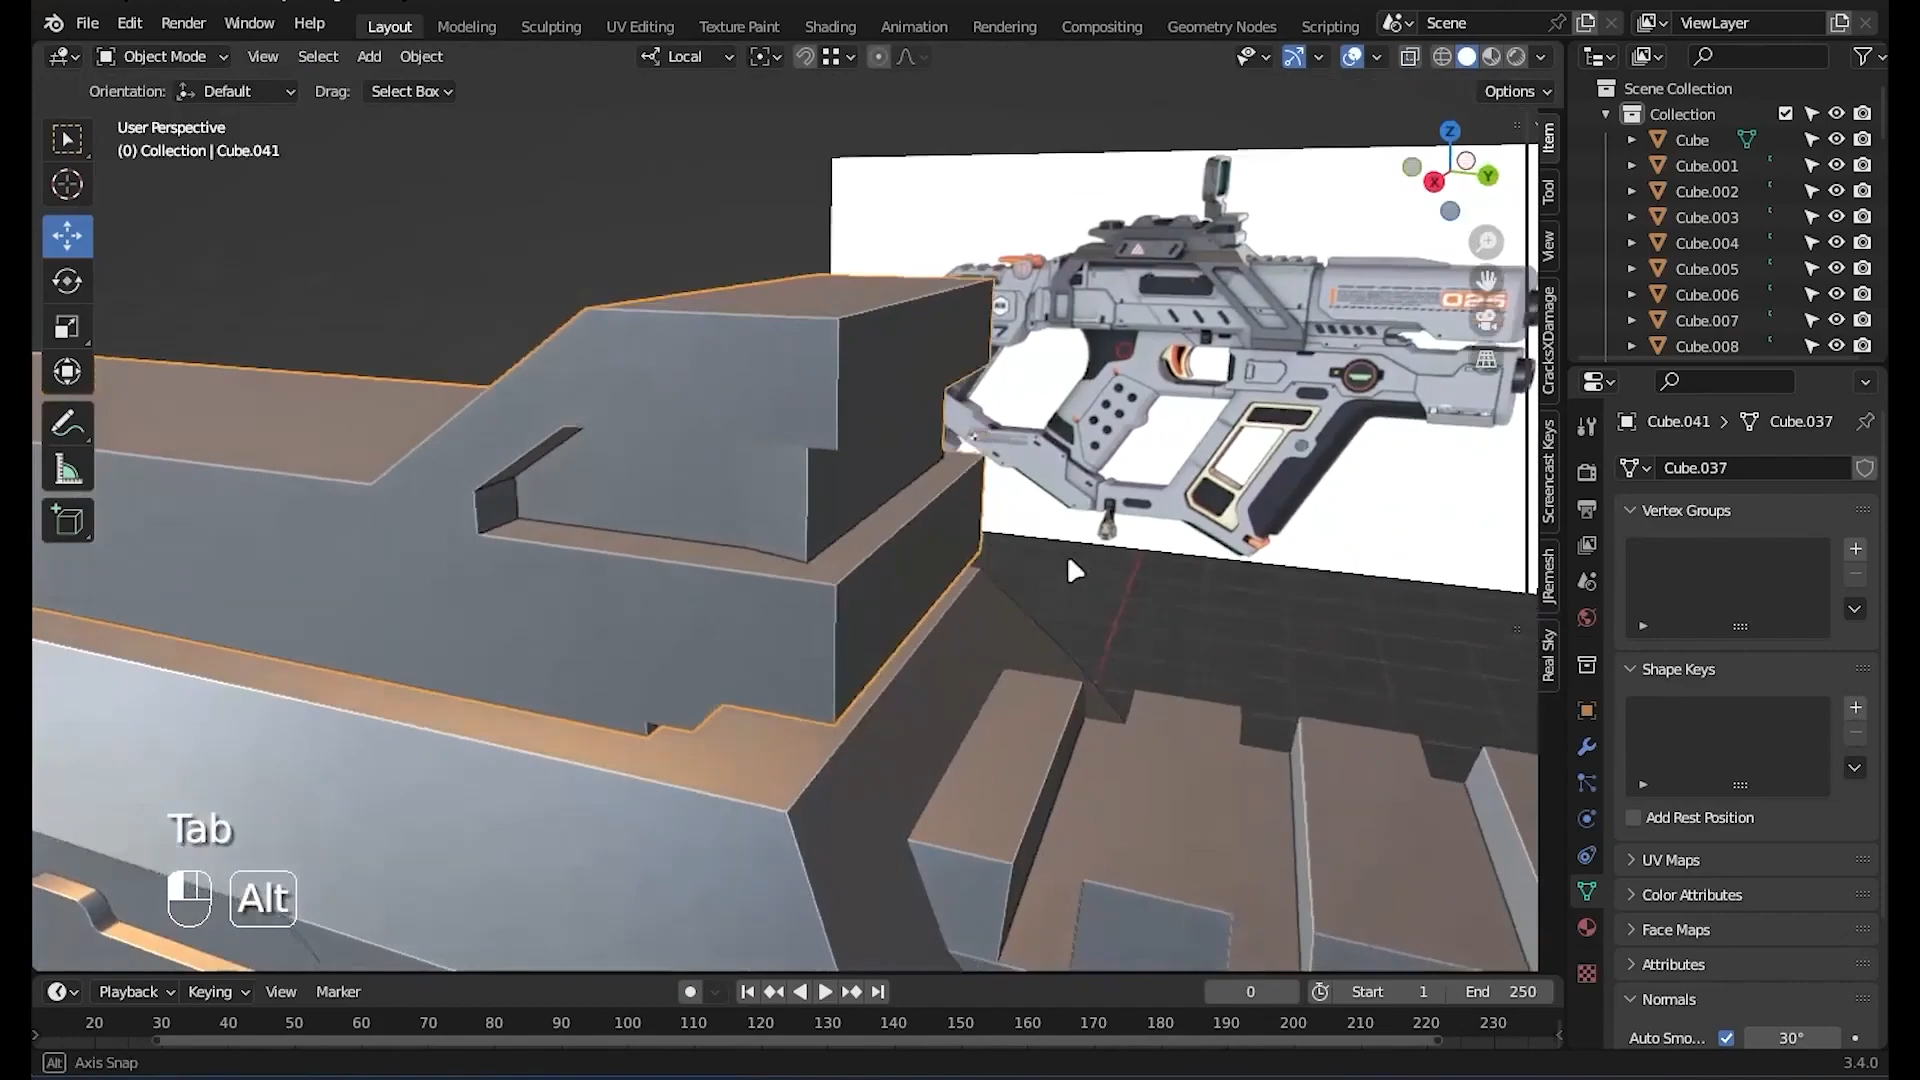 File Edit Render Window Help Layout Modeling Sculpting UV Editing Texture Paint Shading Animation Rendering Compositing Geometry Nodes Scripting Scene ViewLayer
Object Mode View Select Add Object Local
Orientation: Default Drag: Select Box Options
User Perspective
(0) Collection | Cube.041
Item
Tool
View
CracksXDamage
Screencast Keys
JRemesh
Real Sky
Z
X
Y
025
7
Tab
Alt
Scene Collection
Collection
Cube
Cube.001
Cube.002
Cube.003
Cube.004
Cube.005
Cube.006
Cube.007
Cube.008
Cube.041 > Cube.037
Cube.037
Vertex Groups
Shape Keys
Add Rest Position
UV Maps
Color Attributes
Face Maps
Attributes
Normals
Auto Smo... 30°
Playback Keying View Marker 0 Start 1 End 250
20 30 40 50 60 70 80 90 100 110 120 130 140 150 160 170 180 190 200 210 220 230
Alt Axis Snap 3.4.0